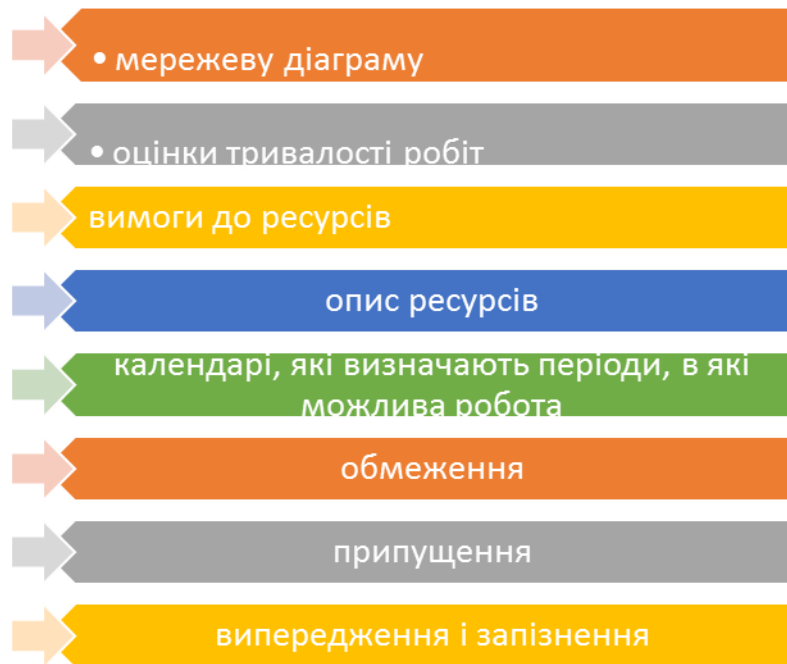 • мережеву діаграму
• оцінки тривалості робіт
вимоги до ресурсів
опис ресурсів
календарі, які визначають періоди, в які
можлива робота
обмеження
припущення
випередження і запізнення